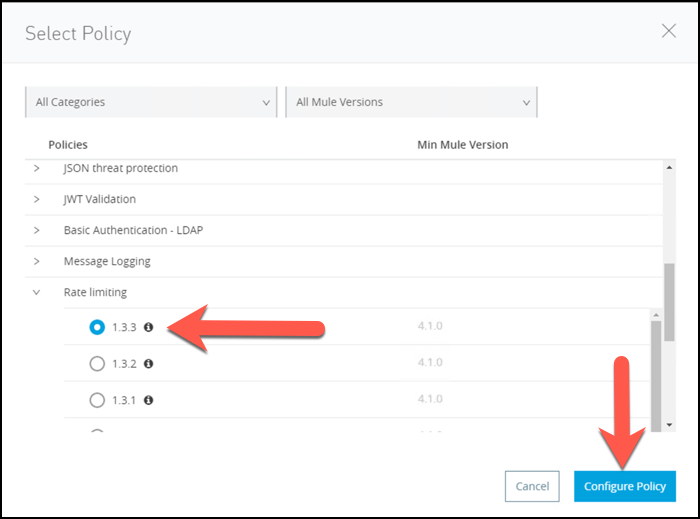 Select Policy
All Categories
All Mule Versions
Policies Min Mule Version
JSON threat protection
JWT Validation
Basic Authentication - LDAP
Message Logging
Rate limiting
1.3.3 4.1.0
1.3.2 4.1.0
1.3.1 4.1.0
Cancel Configure Policy